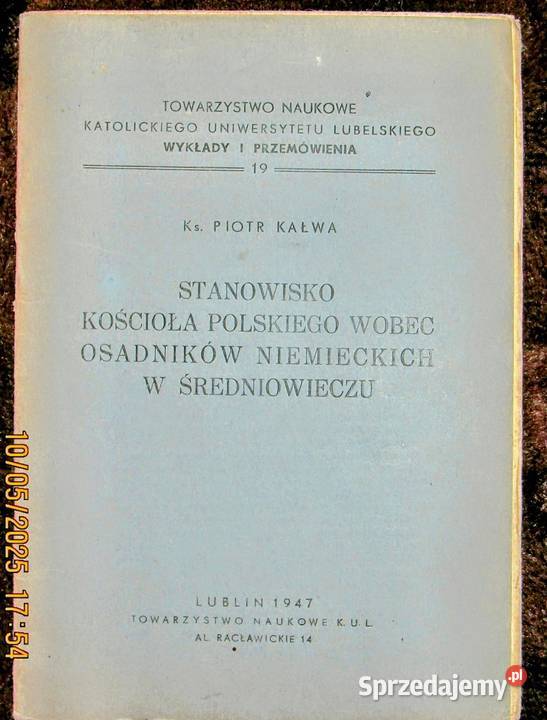 TOWARZYSTWO NAUKOWE
KATOLICKIEGO UNIWERSYTETU LUBELSKIEGO
WYKŁADY I PRZEMÓWIENIA
19
Ks. PIOTR KAŁWA
STANOWISKO
KOŚCIOŁA POLSKIEGO WOBEC
OSADNIKÓW NIEMIECKICH
W ŚREDNIOWIECZU
LUBLIN 1947
TOWARZYSTWO NAUKOWE K. U. L.
AL. RACŁAWICKIE 14
10/05/2025 17:54
Sprzedajemy.pl